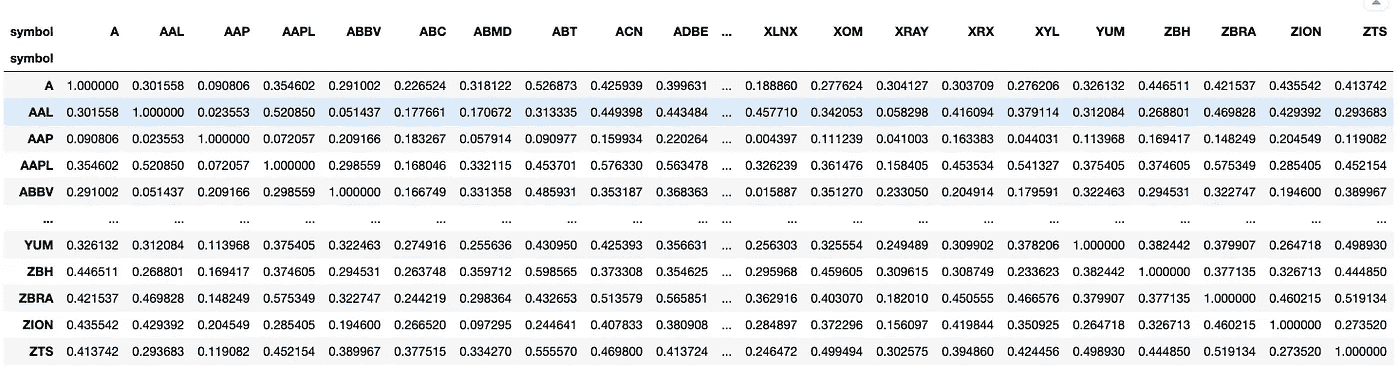 symbol A AAL AAP AAPL ABBV ABC ABMD ABT ACN ADBE ... XLNX XOM XRAY XRX XYL YUM ZBH ZBRA ZION ZTS
symbol
A 1.000000 0.301558 0.090806 0.354602 0.291002 0.226524 0.318122 0.526873 0.425939 0.399631 ... 0.188860 0.277624 0.304127 0.303709 0.276206 0.326132 0.446511 0.421537 0.435542 0.413742
AAL 0.301558 1.000000 0.023553 0.520850 0.051437 0.177661 0.170672 0.313335 0.449398 0.443484 ... 0.457710 0.342053 0.058298 0.416094 0.379114 0.312084 0.268801 0.469828 0.429392 0.293683
AAP 0.090806 0.023553 1.000000 0.072057 0.209166 0.183267 0.057914 0.090977 0.159934 0.220264 ... 0.004397 0.111239 0.041003 0.163383 0.044031 0.113968 0.169417 0.148249 0.204549 0.119082
AAPL 0.354602 0.520850 0.072057 1.000000 0.298559 0.168046 0.332115 0.453701 0.576330 0.563478 ... 0.326239 0.361476 0.158405 0.453534 0.541327 0.375405 0.374605 0.575349 0.285405 0.452154
ABBV 0.291002 0.051437 0.209166 0.298559 1.000000 0.166749 0.331358 0.485931 0.353187 0.368363 ... 0.015887 0.351270 0.233050 0.204914 0.179591 0.322463 0.294531 0.322747 0.194600 0.389967
... ... ... ... ... ... ... ... ... ... ... ... ... ... ... ... ... ... ... ... ... ...
YUM 0.326132 0.312084 0.113968 0.375405 0.322463 0.274916 0.255636 0.430950 0.425393 0.356631 ... 0.256303 0.325554 0.249489 0.309902 0.378206 1.000000 0.382442 0.379907 0.264718 0.498930
ZBH 0.446511 0.268801 0.169417 0.374605 0.294531 0.263748 0.359712 0.598565 0.373308 0.354625 ... 0.295968 0.459605 0.309615 0.308749 0.233623 0.382442 1.000000 0.377135 0.326713 0.444850
ZBRA 0.421537 0.469828 0.148249 0.575349 0.322747 0.244219 0.298364 0.432653 0.513579 0.565851 ... 0.362916 0.403070 0.182010 0.450555 0.466576 0.379907 0.377135 1.000000 0.460215 0.519134
ZION 0.435542 0.429392 0.204549 0.285405 0.194600 0.266520 0.097295 0.244641 0.407833 0.380908 ... 0.284897 0.372296 0.156097 0.419844 0.350925 0.264718 0.326713 0.460215 1.000000 0.273520
ZTS 0.413742 0.293683 0.119082 0.452154 0.389967 0.377515 0.334270 0.555570 0.469800 0.413724 ... 0.246472 0.499494 0.302575 0.394860 0.424456 0.498930 0.444850 0.519134 0.273520 1.000000